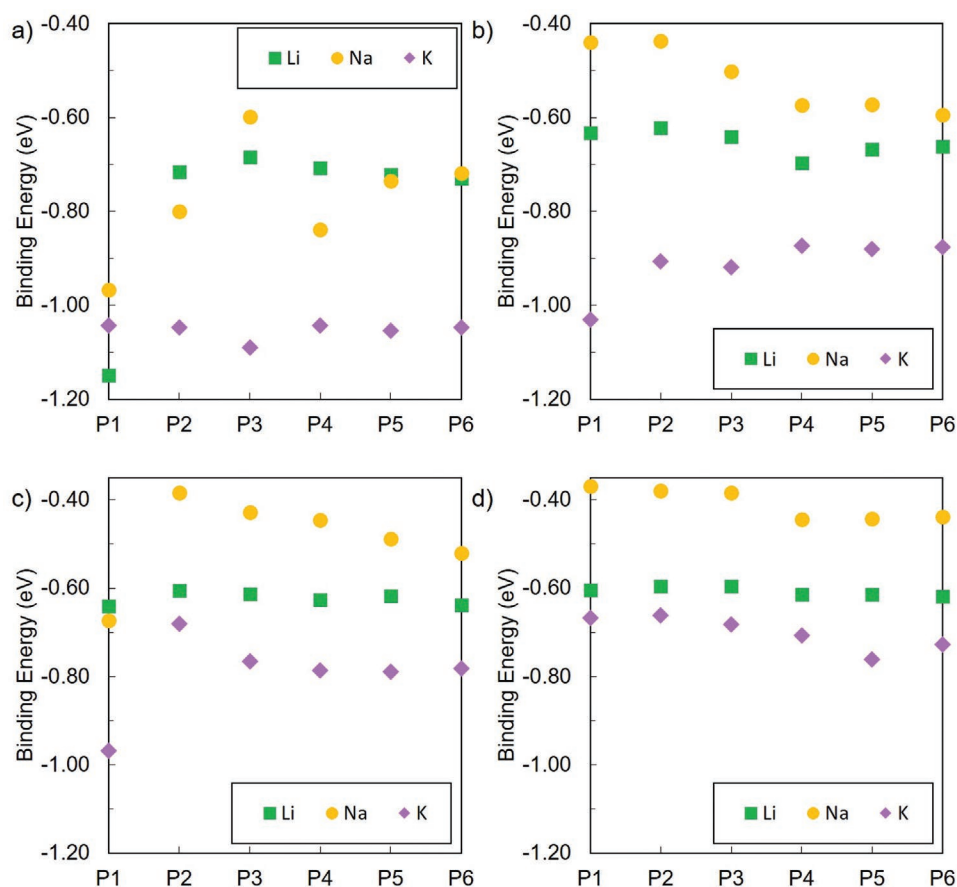 a)
Li Na K
Binding Energy (eV)
-0.40
-0.60
-0.80
-1.00
-1.20
P1 P2 P3 P4 P5 P6
b)
Li Na K
Binding Energy (eV)
-0.40
-0.60
-0.80
-1.00
-1.20
P1 P2 P3 P4 P5 P6
c)
Li Na K
Binding Energy (eV)
-0.40
-0.60
-0.80
-1.00
-1.20
P1 P2 P3 P4 P5 P6
d)
Li Na K
Binding Energy (eV)
-0.40
-0.60
-0.80
-1.00
-1.20
P1 P2 P3 P4 P5 P6